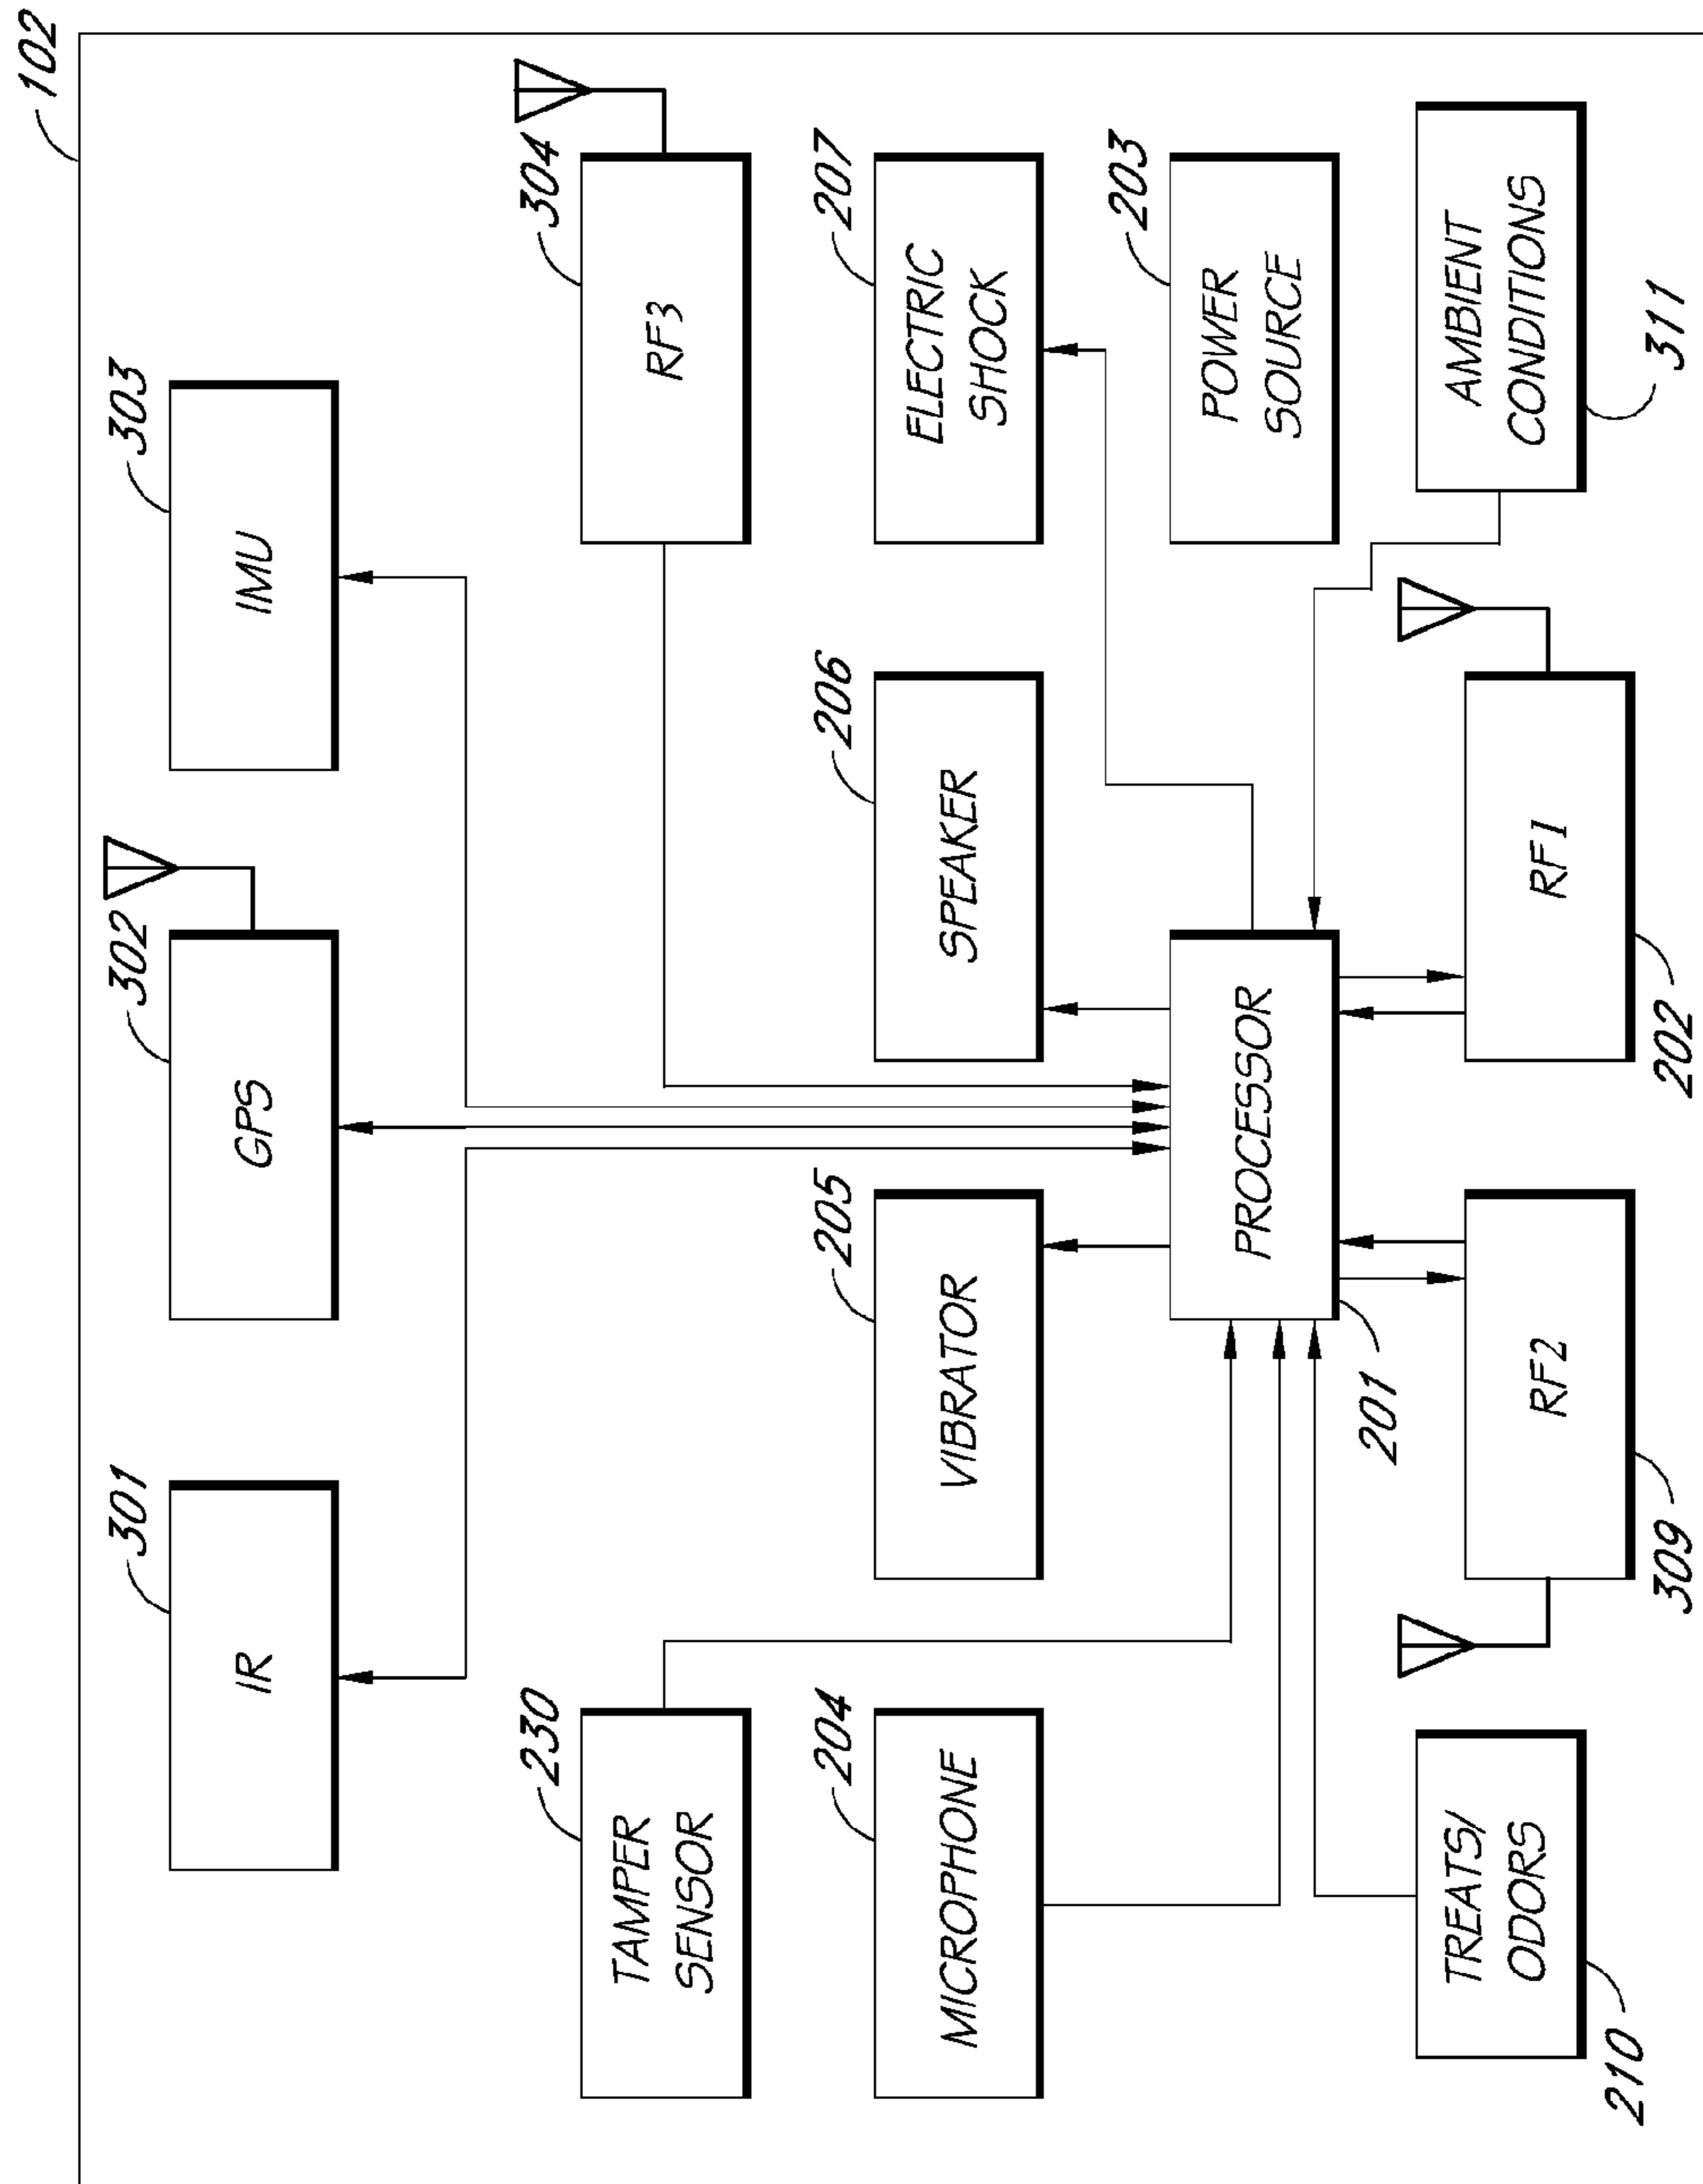 102
301
IR
302
GPS
303
IMU
230
TAMPER
SENSOR
304
RF3
204
MICROPHONE
205
VIBRATOR
206
SPEAKER
207
ELECTRIC
SHOCK
PROCESSOR
201
203
POWER
SOURCE
TREATS/
ODORS
210
RF2
309
RF1
202
AMBIENT
CONDITIONS
311